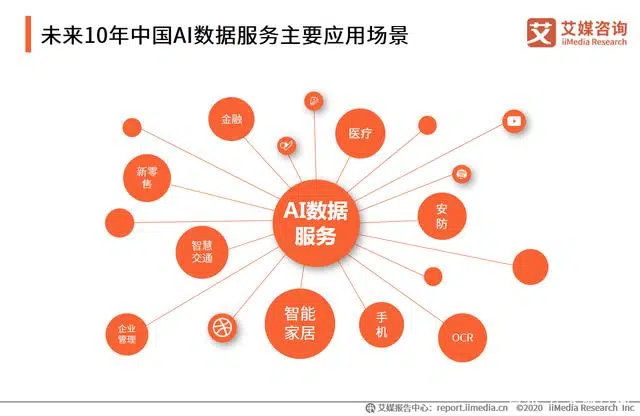 未来10年中国AI数据服务主要应用场景
艾媒咨询
iiMedia Research
金融
医疗
新零
售
AI数据
服务
安
防
智慧
交通
智能
家居
手
机
企业
管理
OCR
艾媒报告中心：report.iimedia.cn ©2020 iiMedia Research Inc